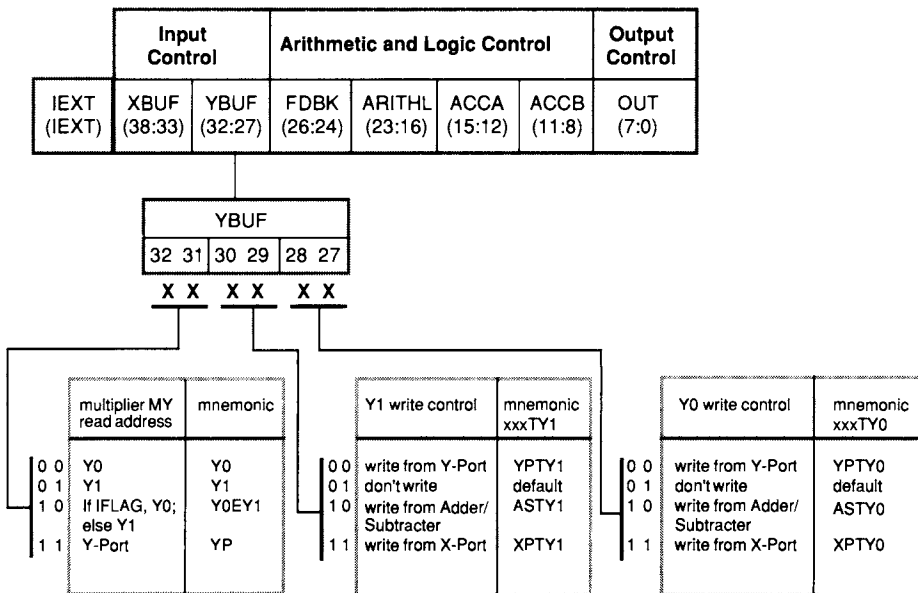 Input Control
Arithmetic and Logic Control
Output Control
IEXT (IEXT)
XBUF (38:33)
YBUF (32:27)
FDBK (26:24)
ARITHL (23:16)
ACCA (15:12)
ACCB (11:8)
OUT (7:0)
YBUF
32 31 30 29 28 27
X X X X X X
multiplier MY read address
mnemonic
0 0 Y0 Y0
0 1 Y1 Y1
1 0 If IFLAG, Y0; Y0EY1
else Y1
1 1 Y-Port YP
Y1 write control
mnemonic xxxTY1
0 0 write from Y-Port YPTY1
0 1 don't write default
1 0 write from Adder/ ASTY1
Subtracter
1 1 write from X-Port XPTY1
Y0 write control
mnemonic xxxTY0
0 0 write from Y-Port YPTY0
0 1 don't write default
1 0 write from Adder/ ASTY0
Subtracter
1 1 write from X-Port XPTY0